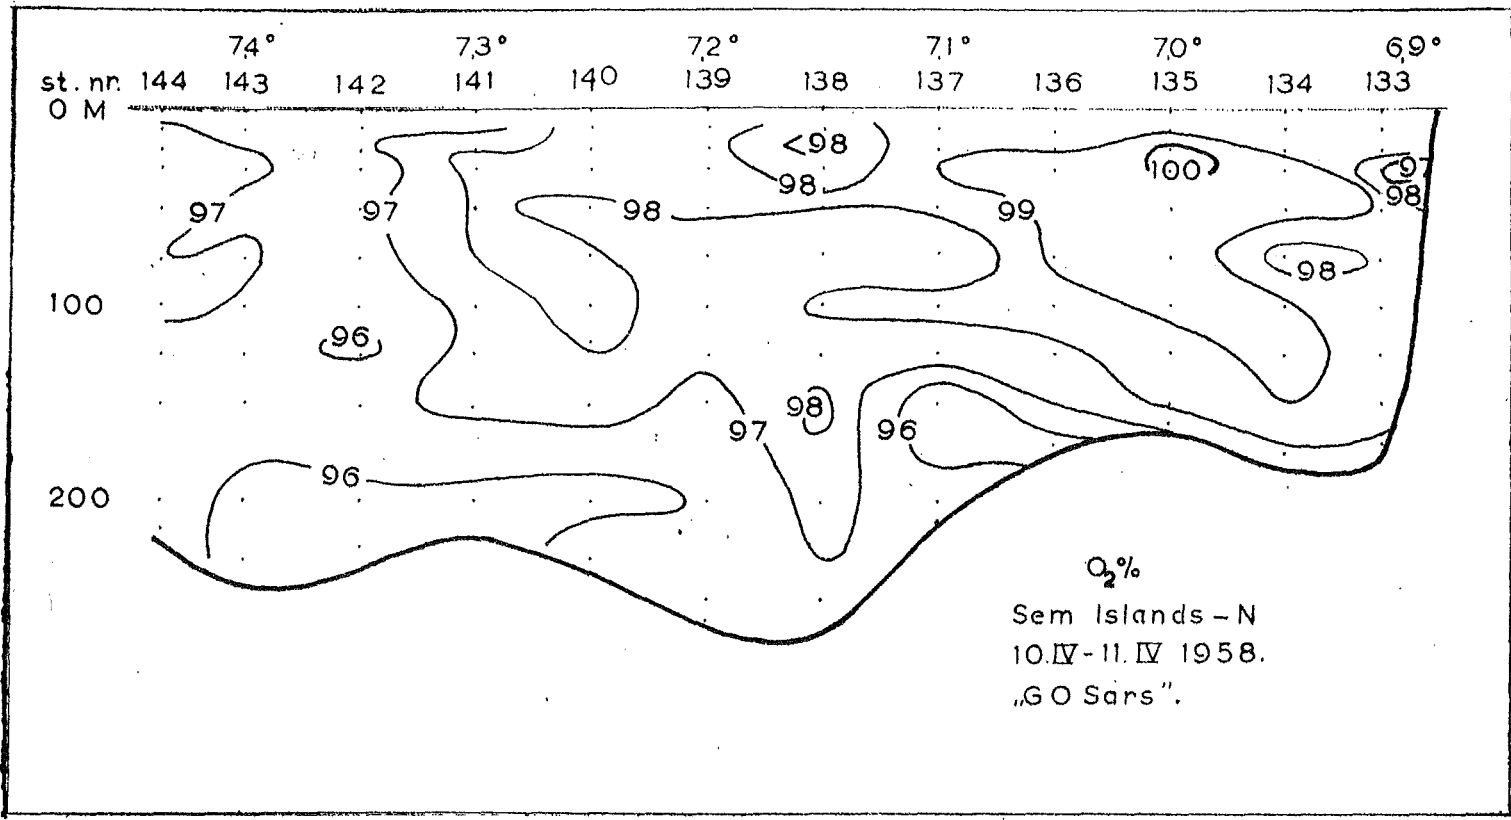 74° 73° 72° 71° 70° 69°
st. nr. 144 143 142 141 140 139 138 137 136 135 134 133
0 M
<98
100
97
98
98
97
97
98
99
98
100
96
98
97
96
96
200
O₂%
Sem Islands - N
10.IV - 11.IV 1958.
„GO Sars".